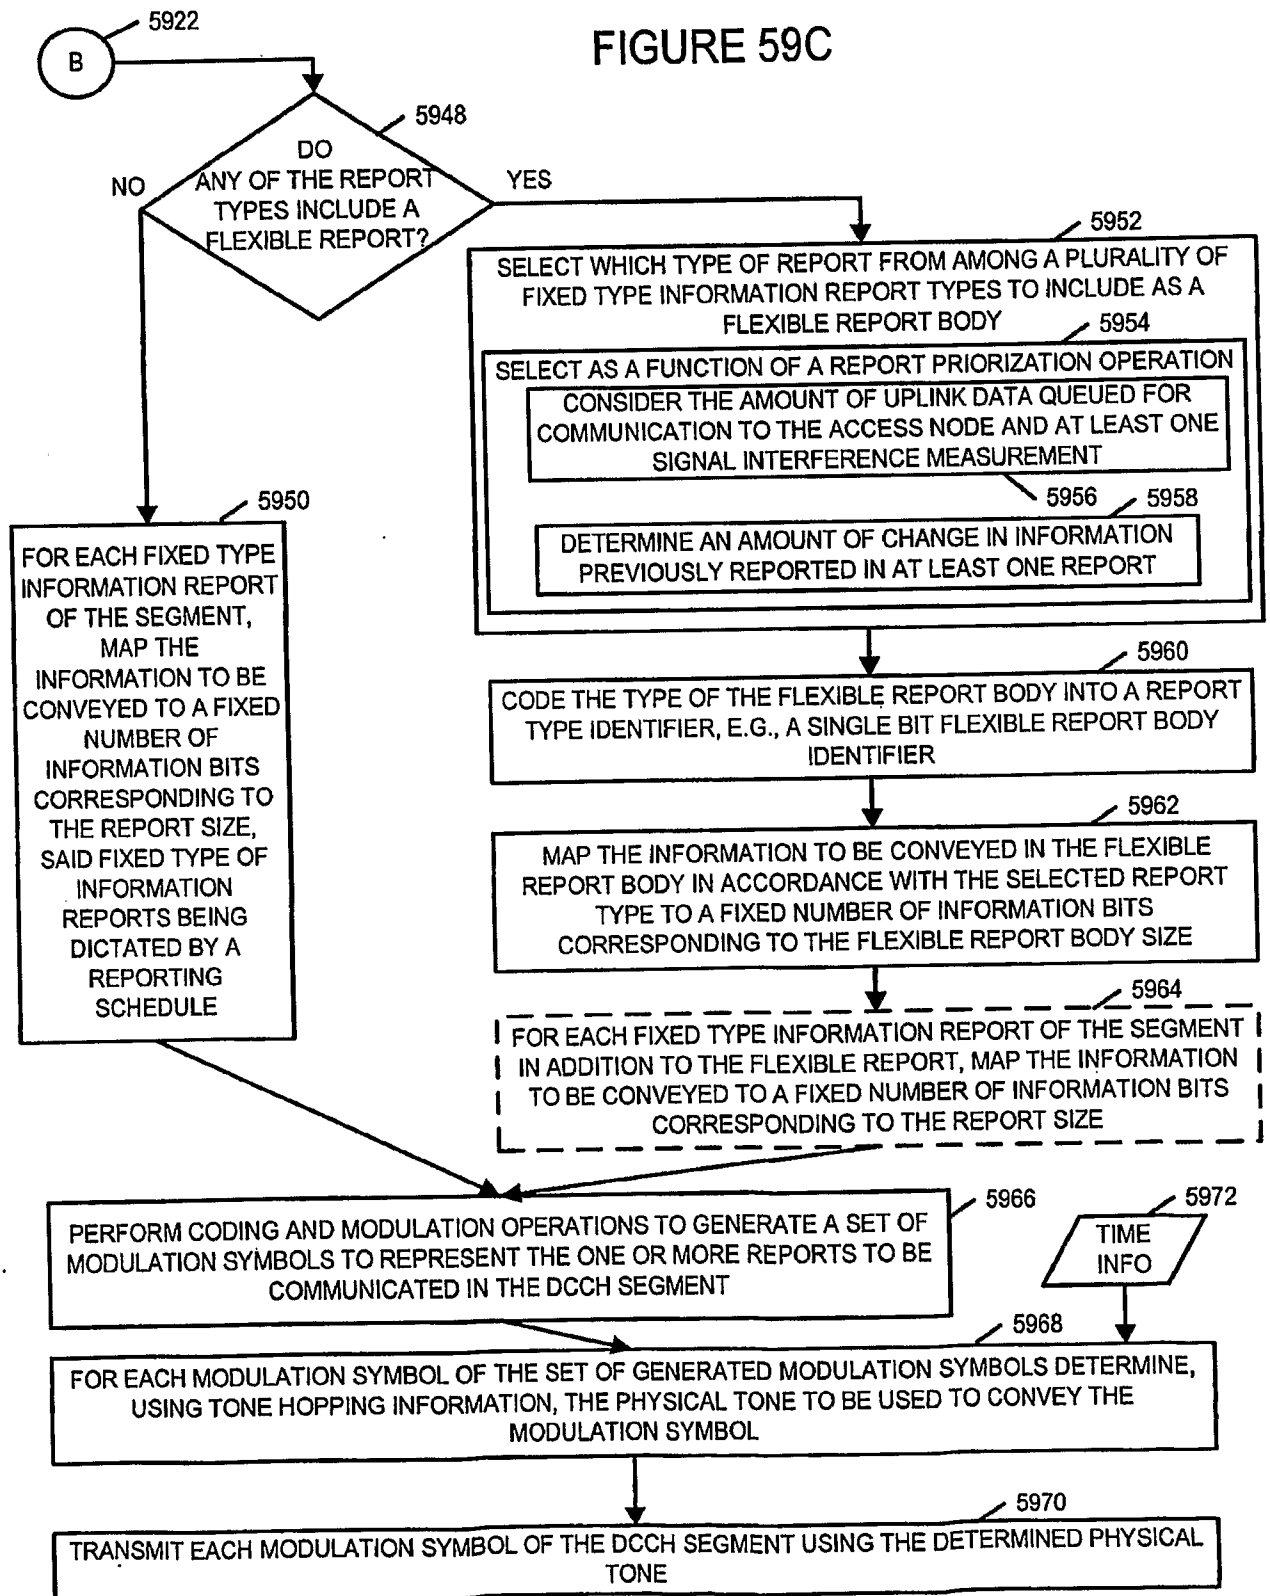 5922
FIGURE 59C
B
5948
DO
ANY OF THE REPORT
TYPES INCLUDE A
FLEXIBLE REPORT?
NO
YES
5952
SELECT WHICH TYPE OF REPORT FROM AMONG A PLURALITY OF
FIXED TYPE INFORMATION REPORT TYPES TO INCLUDE AS A
FLEXIBLE REPORT BODY
5954
SELECT AS A FUNCTION OF A REPORT PRIORIZATION OPERATION
CONSIDER THE AMOUNT OF UPLINK DATA QUEUED FOR
COMMUNICATION TO THE ACCESS NODE AND AT LEAST ONE
SIGNAL INTERFERENCE MEASUREMENT
5956
5958
DETERMINE AN AMOUNT OF CHANGE IN INFORMATION
PREVIOUSLY REPORTED IN AT LEAST ONE REPORT
5950
FOR EACH FIXED TYPE
INFORMATION REPORT
OF THE SEGMENT,
MAP THE
INFORMATION TO BE
CONVEYED TO A FIXED
NUMBER OF
INFORMATION BITS
CORRESPONDING TO
THE REPORT SIZE,
SAID FIXED TYPE OF
INFORMATION
REPORTS BEING
DICTATED BY A
REPORTING
SCHEDULE
5960
CODE THE TYPE OF THE FLEXIBLE REPORT BODY INTO A REPORT
TYPE IDENTIFIER, E.G., A SINGLE BIT FLEXIBLE REPORT BODY
IDENTIFIER
5962
MAP THE INFORMATION TO BE CONVEYED IN THE FLEXIBLE
REPORT BODY IN ACCORDANCE WITH THE SELECTED REPORT
TYPE TO A FIXED NUMBER OF INFORMATION BITS
CORRESPONDING TO THE FLEXIBLE REPORT BODY SIZE
5964
FOR EACH FIXED TYPE INFORMATION REPORT OF THE SEGMENT
IN ADDITION TO THE FLEXIBLE REPORT, MAP THE INFORMATION
TO BE CONVEYED TO A FIXED NUMBER OF INFORMATION BITS
CORRESPONDING TO THE REPORT SIZE
5966
PERFORM CODING AND MODULATION OPERATIONS TO GENERATE A SET OF
MODULATION SYMBOLS TO REPRESENT THE ONE OR MORE REPORTS TO BE
COMMUNICATED IN THE DCCH SEGMENT
5972
TIME
INFO
5968
FOR EACH MODULATION SYMBOL OF THE SET OF GENERATED MODULATION SYMBOLS DETERMINE,
USING TONE HOPPING INFORMATION, THE PHYSICAL TONE TO BE USED TO CONVEY THE
MODULATION SYMBOL
5970
TRANSMIT EACH MODULATION SYMBOL OF THE DCCH SEGMENT USING THE DETERMINED PHYSICAL
TONE